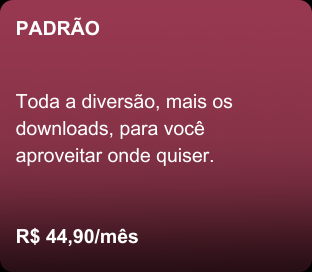 PADRÃO
Toda a diversão, mais os
downloads, para você
aproveitar onde quiser.
R$ 44,90/mês